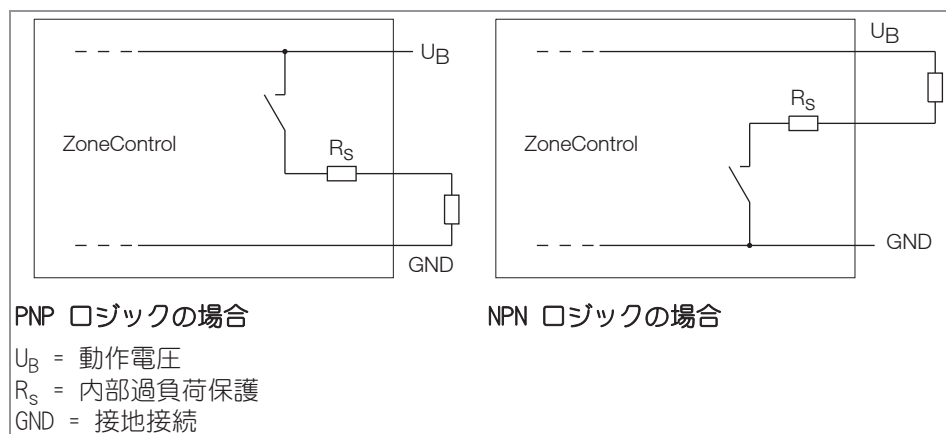 U_B
ZoneControl
R_s
GND
U_B
R_s
ZoneControl
GND
PNP ロジックの場合
NPN ロジックの場合
U_B = 動作電圧
R_s = 内部過負荷保護
GND = 接地接続